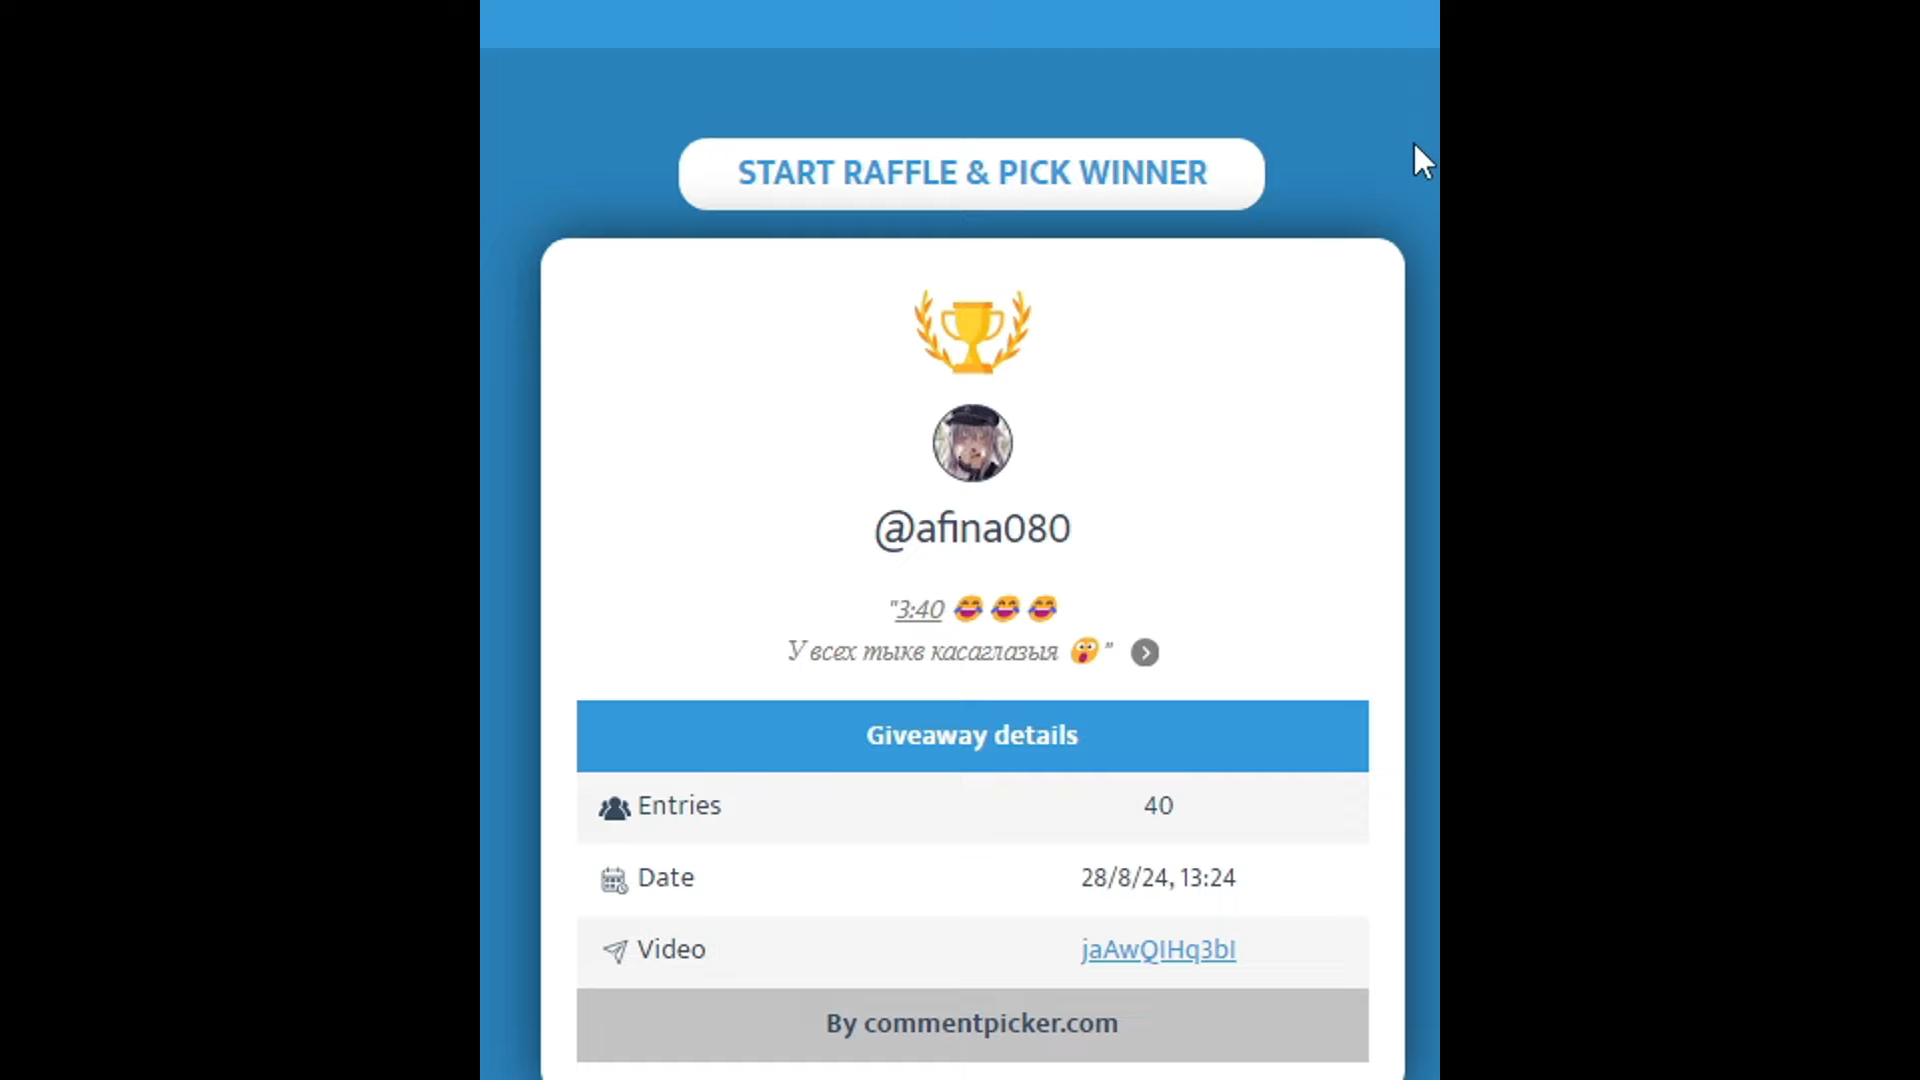 START RAFFLE & PICK WINNER
@afina080
"3:40 😂😂😂
У всех тыкв касаглазыя 😲"
Giveaway details
Entries 40
Date 28/8/24, 13:24
Video jaAwQIHq3bI
By commentpicker.com